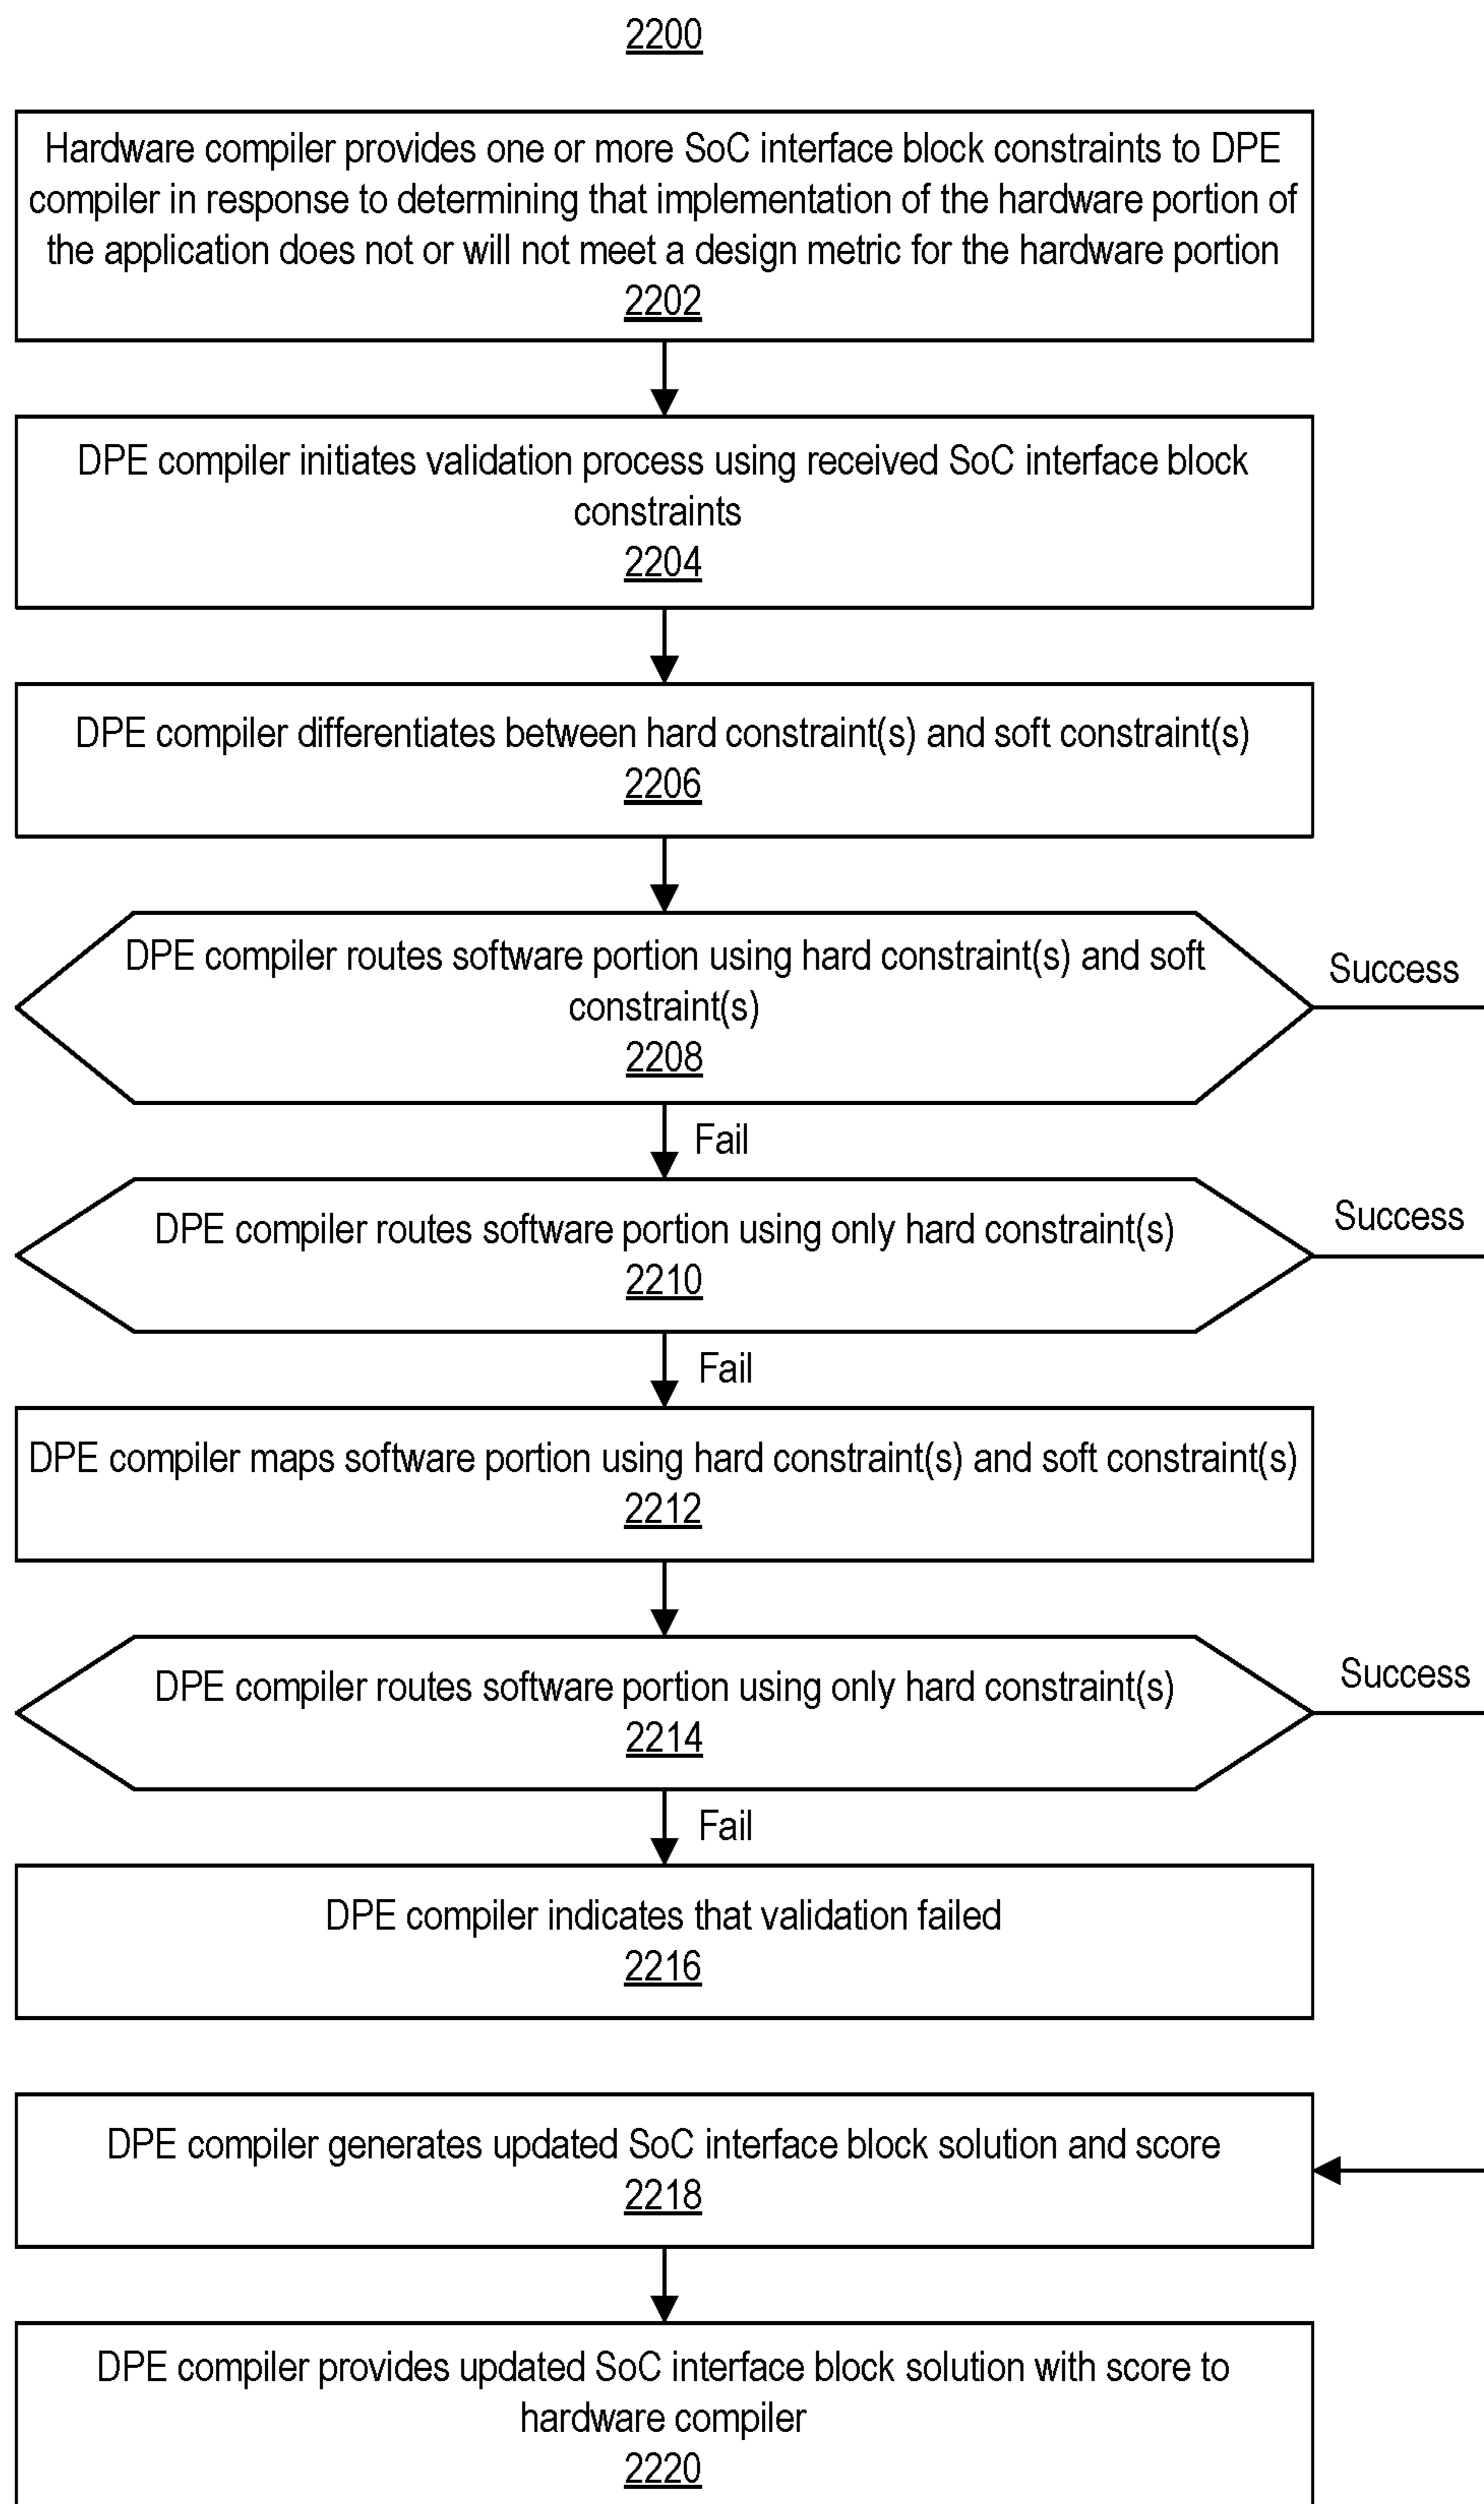 2200
Hardware compiler provides one or more SoC interface block constraints to DPE
compiler in response to determining that implementation of the hardware portion of
the application does not or will not meet a design metric for the hardware portion
2202
DPE compiler initiates validation process using received SoC interface block
constraints
2204
DPE compiler differentiates between hard constraint(s) and soft constraint(s)
2206
DPE compiler routes software portion using hard constraint(s) and soft
constraint(s)
2208
Success
Fail
DPE compiler routes software portion using only hard constraint(s)
2210
Success
Fail
DPE compiler maps software portion using hard constraint(s) and soft constraint(s)
2212
DPE compiler routes software portion using only hard constraint(s)
2214
Success
Fail
DPE compiler indicates that validation failed
2216
DPE compiler generates updated SoC interface block solution and score
2218
DPE compiler provides updated SoC interface block solution with score to
hardware compiler
2220